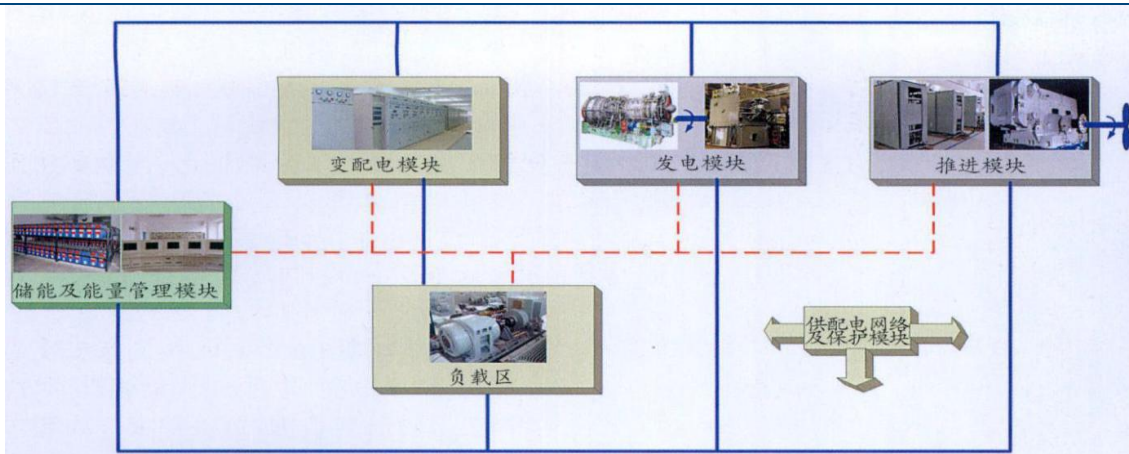 变配电模块
发电模块
推进模块
储能及能量管理模块
负载区
供配电网络
及保护模块